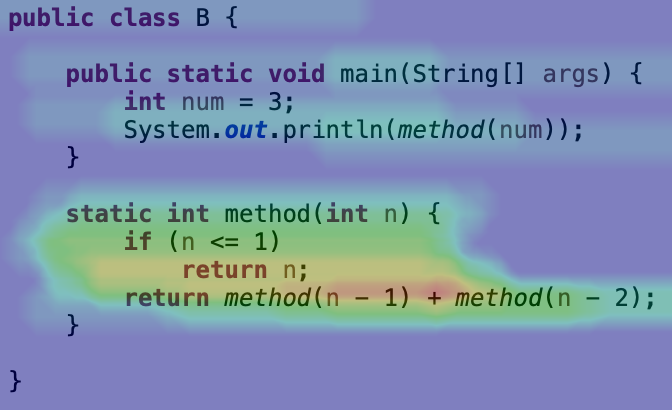 public class B {
public static void main(String[] args) {
int num = 3;
System.out.println(method(num));
}
static int method(int n) {
if (n <= 1)
return n;
return method(n - 1) + method(n - 2);
}
}